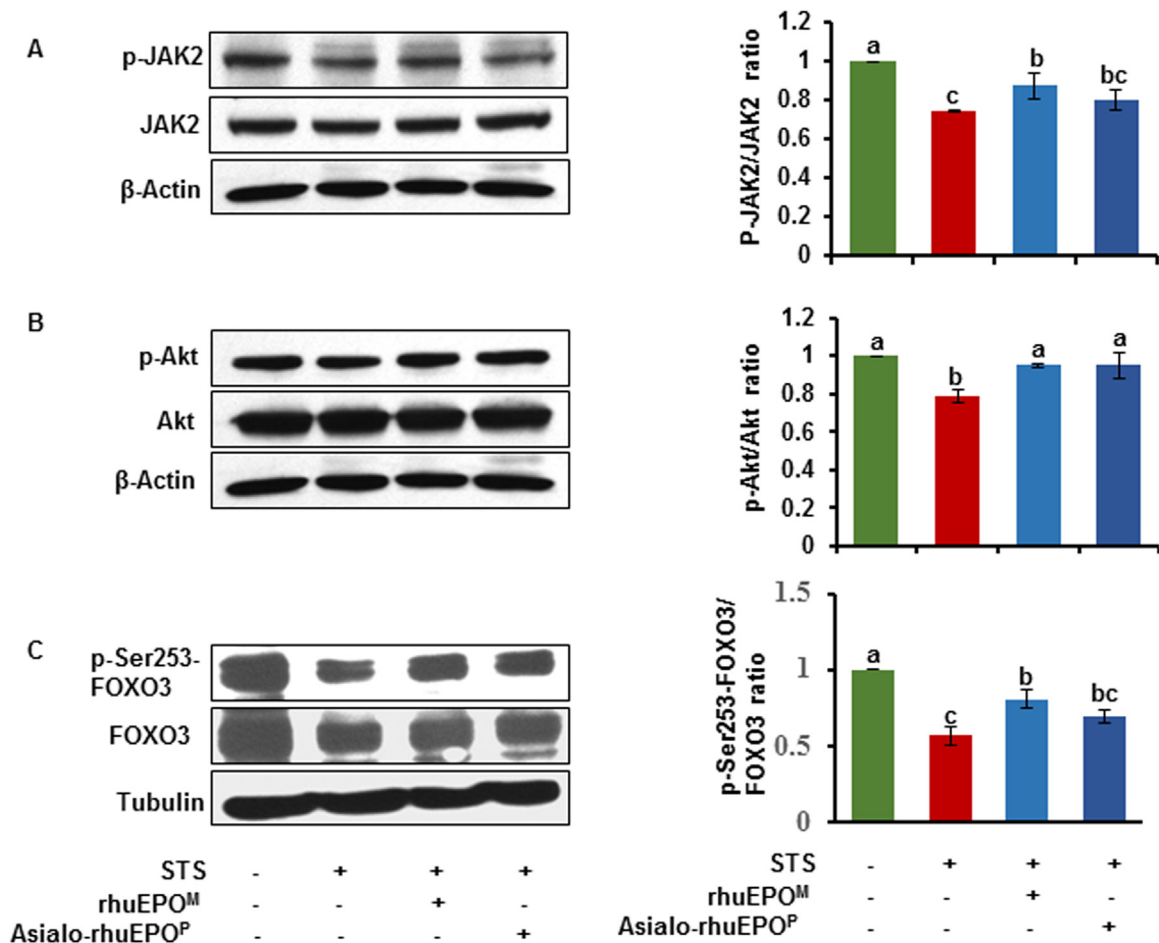 A
p-JAK2
JAK2
β-Actin
P-JAK2/JAK2 ratio
1.2
1
0.8
0.6
0.4
0.2
0
a
c
b
bc
B
p-Akt
Akt
β-Actin
p-Akt/Akt ratio
1.2
1
0.8
0.6
0.4
0.2
0
a
b
a
a
C
p-Ser253-
FOXO3
FOXO3
Tubulin
p-Ser253-FOXO3/
FOXO3 ratio
1.5
1
0.5
0
a
c
b
bc
STS - + + +
rhuEPOᴹ - - + -
Asialo-rhuEPOᴾ - - - +
STS - + + +
rhuEPOᴹ - - + -
Asialo-rhuEPOᴾ - - - +